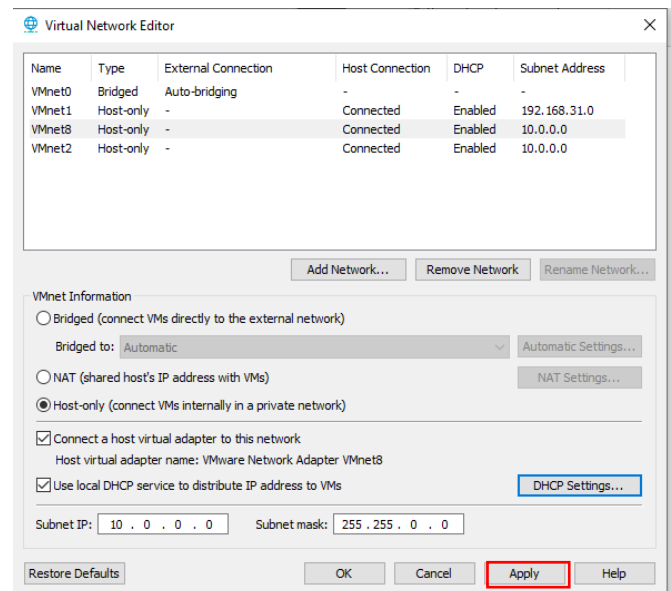 Virtual Network Editor
Name Type External Connection Host Connection DHCP Subnet Address
VMnet0 Bridged Auto-bridging - - -
VMnet1 Host-only - Connected Enabled 192.168.31.0
VMnet8 Host-only - Connected Enabled 10.0.0.0
VMnet2 Host-only - Connected Enabled 10.0.0.0
Add Network... Remove Network Rename Network...
VMnet Information
Bridged (connect VMs directly to the external network)
Bridged to: Automatic Automatic Settings...
NAT (shared host's IP address with VMs) NAT Settings...
Host-only (connect VMs internally in a private network)
Connect a host virtual adapter to this network
Host virtual adapter name: VMware Network Adapter VMnet8
Use local DHCP service to distribute IP address to VMs DHCP Settings...
Subnet IP: 10 . 0 . 0 . 0 Subnet mask: 255 . 255 . 0 . 0
Restore Defaults OK Cancel Apply Help